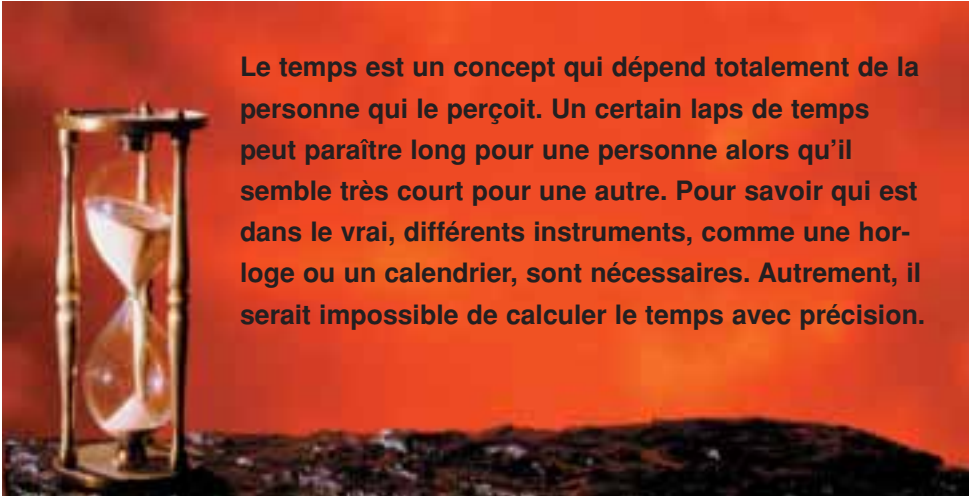 Le temps est un concept qui dépend totalement de la
personne qui le perçoit. Un certain laps de temps
peut paraître long pour une personne alors qu’il
semble très court pour une autre. Pour savoir qui est
dans le vrai, différents instruments, comme une hor-
loge ou un calendrier, sont nécessaires. Autrement, il
serait impossible de calculer le temps avec précision.